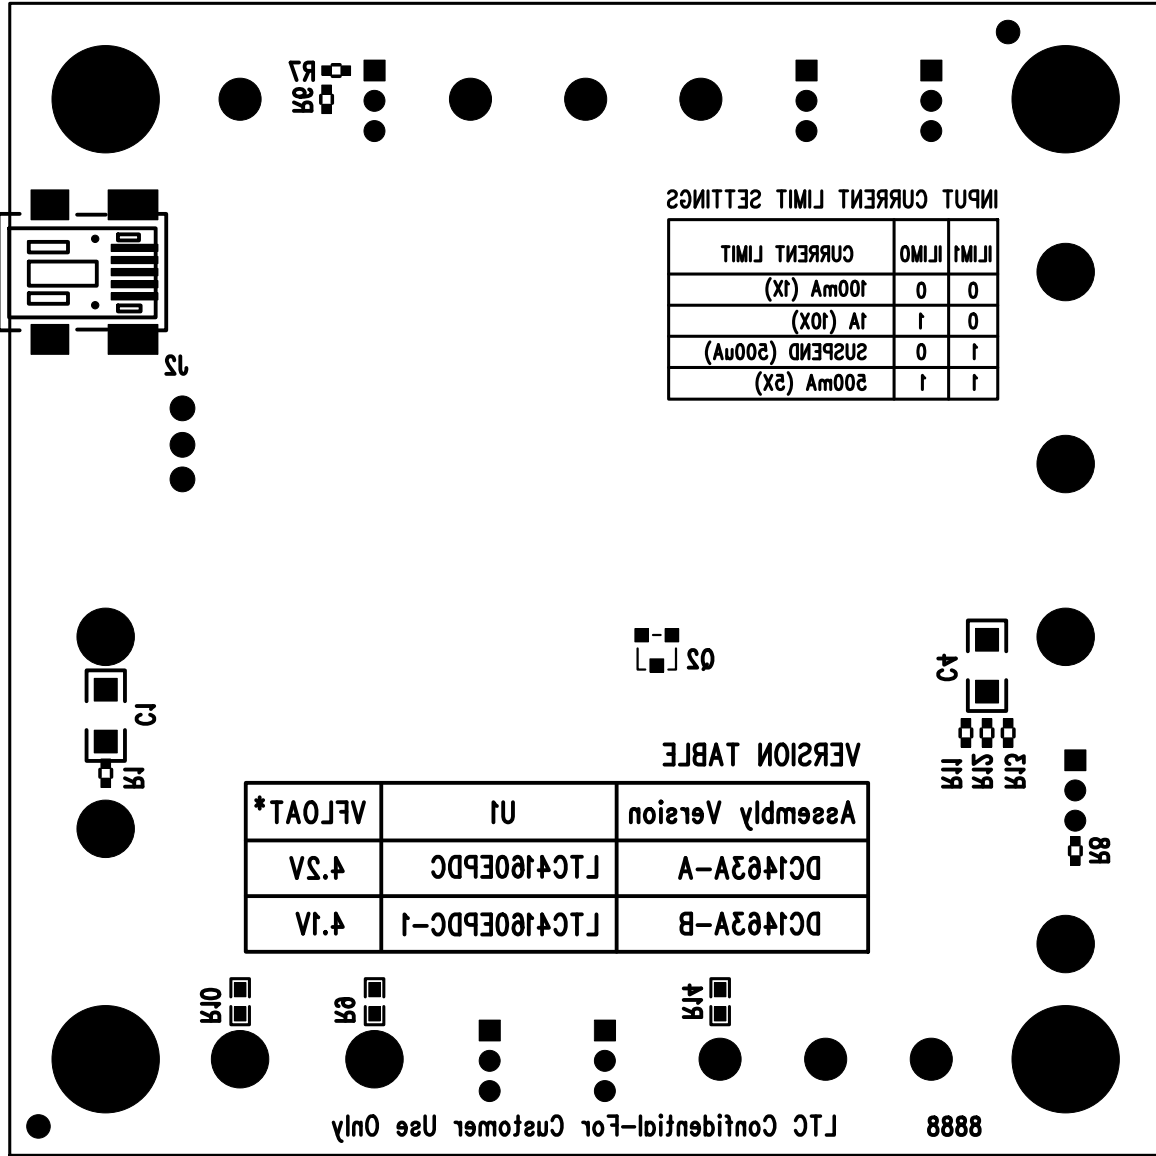 R7
R6
INPUT CURRENT LIMIT SETTINGS
ILIM1 ILIM0 CURRENT LIMIT
0 0 100mA (1X)
0 1 1A (10X)
1 0 SUSPEND (500uA)
1 1 500mA (5X)
J2
Q2
C4
C1
R1
R11
R12
R13
R8
VERSION TABLE
Assembly Version U1 VFLOAT*
DC1463A-A LTC4160EPDC 4.2V
DC1463A-B LTC4160EPDC-1 4.1V
R14
R9
R10
8888 LTC Confidential-For Customer Use Only